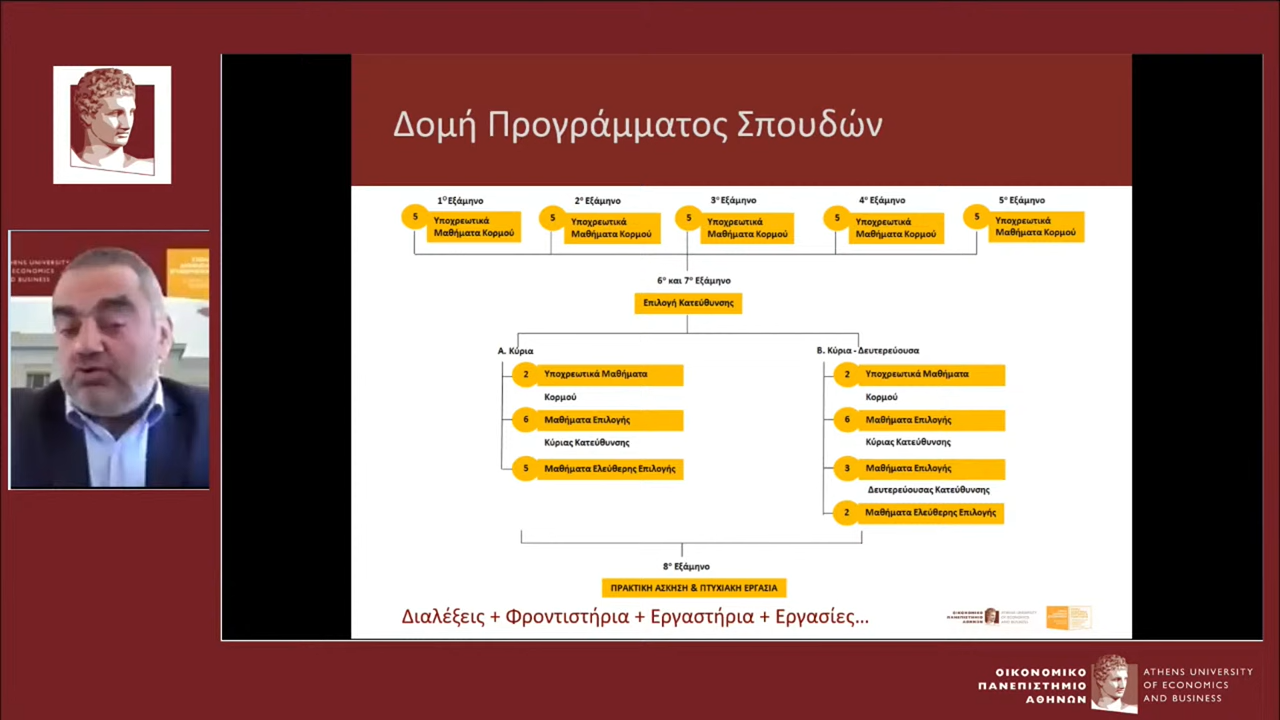 Δομή Προγράμματος Σπουδών
1Ο Εξάμηνο
5
Υποχρεωτικά
Μαθήματα Κορμού
2ο Εξάμηνο
5
Υποχρεωτικά
Μαθήματα Κορμού
3ο Εξάμηνο
5
Υποχρεωτικά
Μαθήματα Κορμού
4ο Εξάμηνο
5
Υποχρεωτικά
Μαθήματα Κορμού
5ο Εξάμηνο
5
Υποχρεωτικά
Μαθήματα Κορμού
6ο και 7ο Εξάμηνο
Επιλογή Κατεύθυνσης
Α. Κύρια
2 Υποχρεωτικά Μαθήματα
Κορμού
6 Μαθήματα Επιλογής
Κύριας Κατεύθυνσης
5 Μαθήματα Ελεύθερης Επιλογής
Β. Κύρια - Δευτερεύουσα
2 Υποχρεωτικά Μαθήματα
Κορμού
6 Μαθήματα Επιλογής
Κύριας Κατεύθυνσης
3 Μαθήματα Επιλογής
Δευτερεύουσας Κατεύθυνσης
2 Μαθήματα Ελεύθερης Επιλογής
8ο Εξάμηνο
ΠΡΑΚΤΙΚΗ ΑΣΚΗΣΗ & ΠΤΥΧΙΑΚΗ ΕΡΓΑΣΙΑ
Διαλέξεις + Φροντιστήρια + Εργαστήρια + Εργασίες...
ΟΙΚΟΝΟΜΙΚΟ
ΠΑΝΕΠΙΣΤΗΜΙΟ
ΑΘΗΝΩΝ
ATHENS UNIVERSITY
OF ECONOMICS
AND BUSINESS